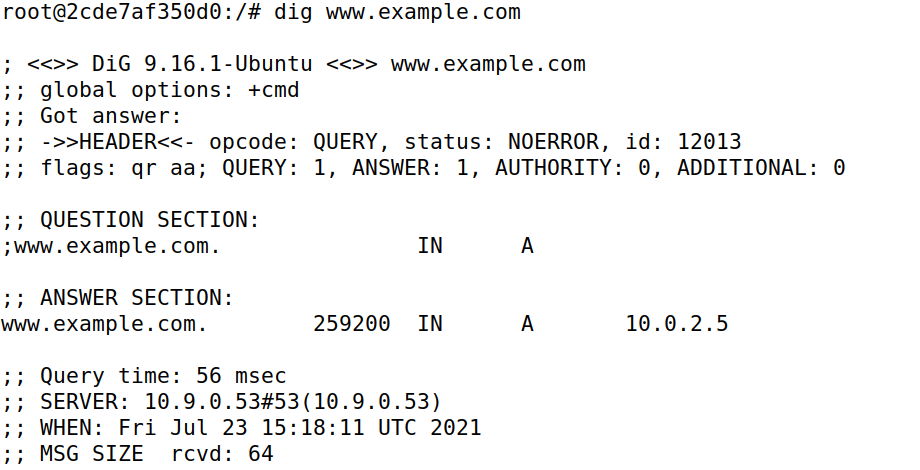 root@2cde7af350d0:/# dig www.example.com
; <<>> DiG 9.16.1-Ubuntu <<>> www.example.com
;; global options: +cmd
;; Got answer:
;; ->>HEADER<<- opcode: QUERY, status: NOERROR, id: 12013
;; flags: qr aa; QUERY: 1, ANSWER: 1, AUTHORITY: 0, ADDITIONAL: 0
;; QUESTION SECTION:
;www.example.com. IN A
;; ANSWER SECTION:
www.example.com. 259200 IN A 10.0.2.5
;; Query time: 56 msec
;; SERVER: 10.9.0.53#53(10.9.0.53)
;; WHEN: Fri Jul 23 15:18:11 UTC 2021
;; MSG SIZE  rcvd: 64